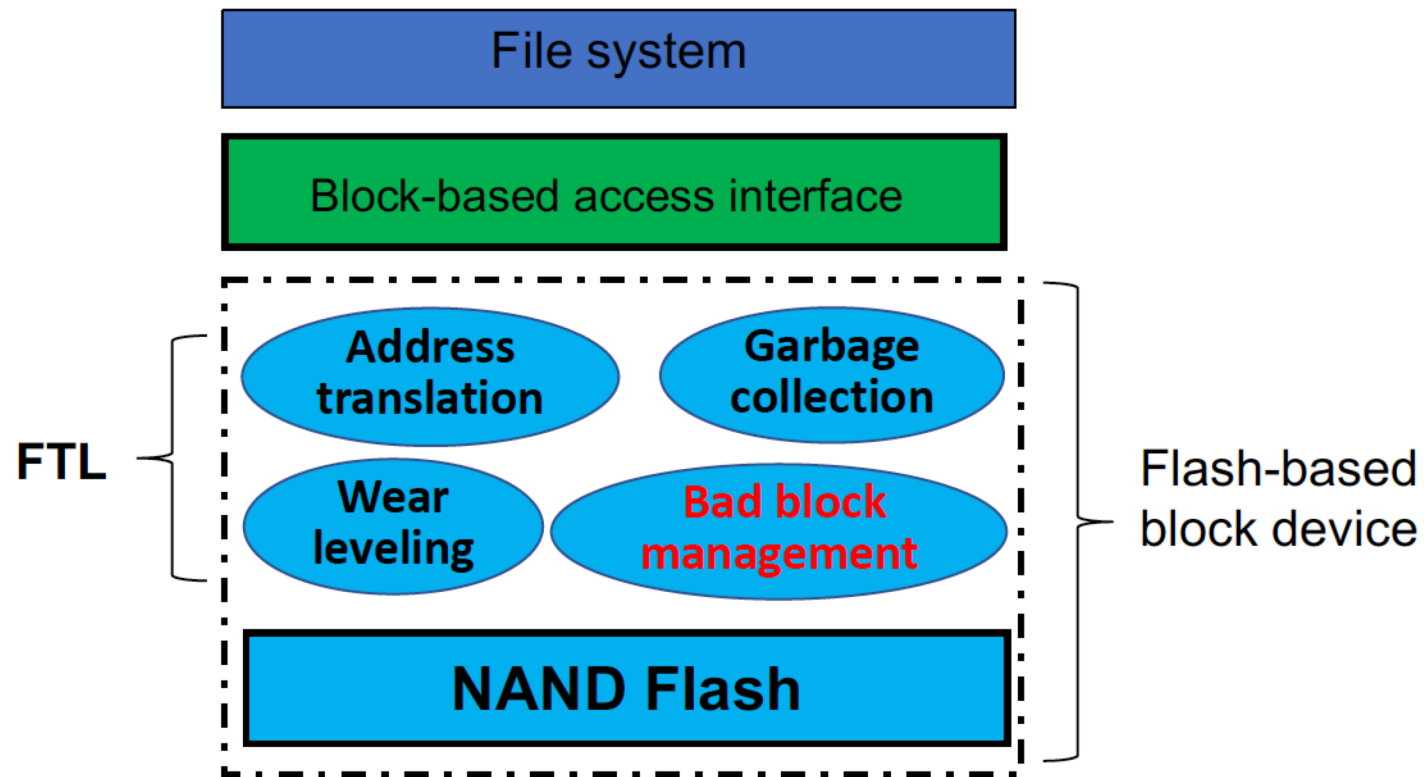 File system
Block-based access interface
Address
translation
Garbage
collection
FTL
Wear
leveling
Bad block
management
Flash-based
block device
NAND Flash